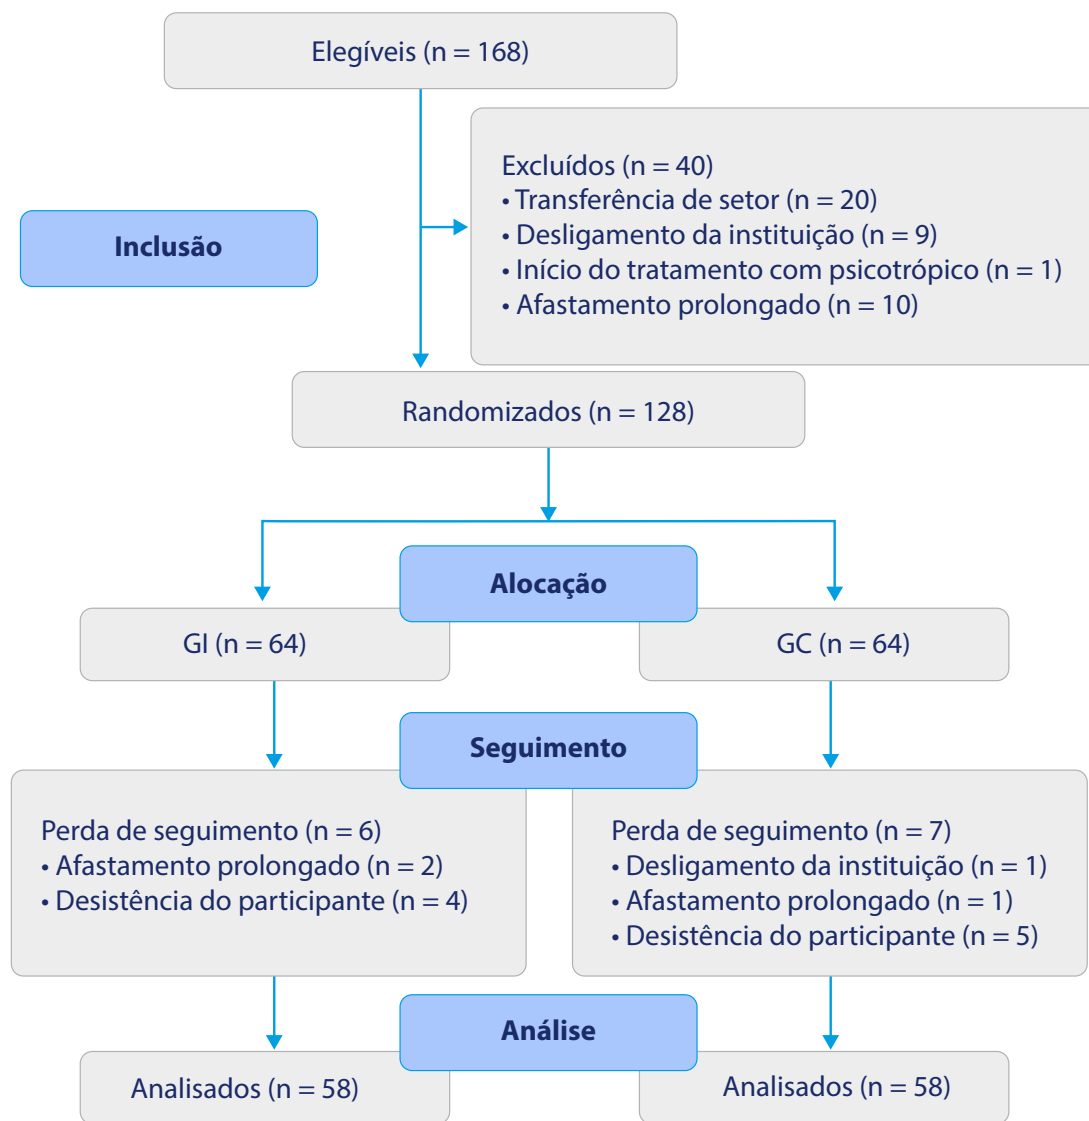 Elegíveis (n = 168)
Excluídos (n = 40)
• Transferência de setor (n = 20)
• Desligamento da instituição (n = 9)
• Início do tratamento com psicotrópico (n = 1)
• Afastamento prolongado (n = 10)
Inclusão
Randomizados (n = 128)
Alocação
GI (n = 64)
GC (n = 64)
Seguimento
Perda de seguimento (n = 6)
• Afastamento prolongado (n = 2)
• Desistência do participante (n = 4)
Perda de seguimento (n = 7)
• Desligamento da instituição (n = 1)
• Afastamento prolongado (n = 1)
• Desistência do participante (n = 5)
Análise
Analisados (n = 58)
Analisados (n = 58)